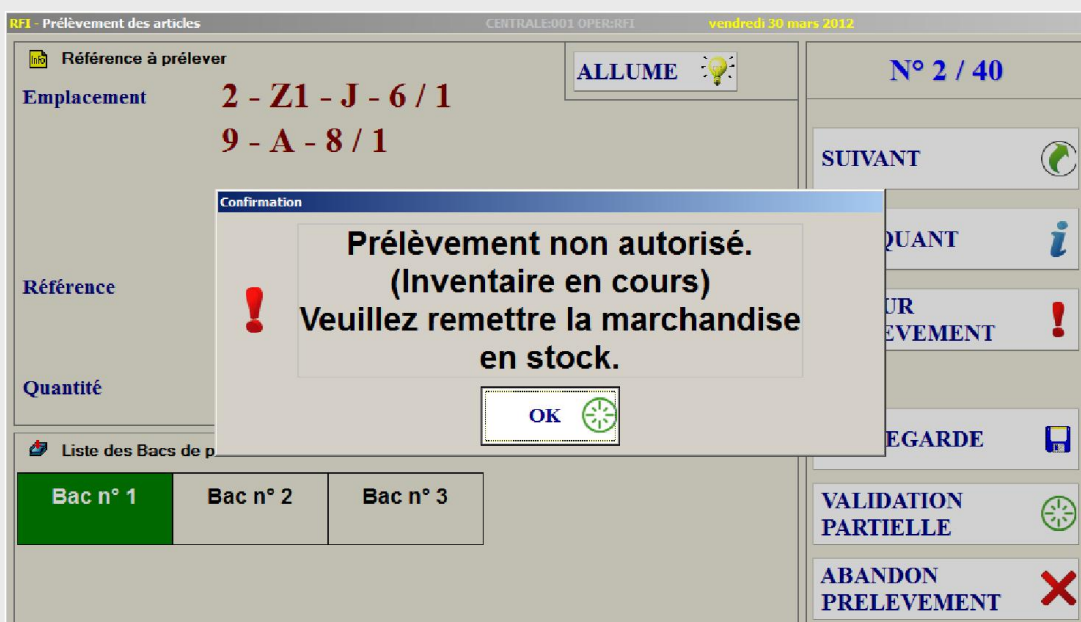 RFI - Prélèvement des articles CENTRALE:001 OPER:RFI vendredi 30 mars 2012
Info Référence à prélever
ALLUME
N° 2 / 40
Emplacement 2 - Z1 - J - 6 / 1
9 - A - 8 / 1
SUIVANT
Confirmation
Prélèvement non autorisé.
(Inventaire en cours)
Veuillez remettre la marchandise
en stock.
OK
QUANT
Référence
UR
EVEMENT
Quantité
EGARDE
Liste des Bacs de p
Bac n° 1 Bac n° 2 Bac n° 3
VALIDATION
PARTIELLE
ABANDON
PRELEVEMENT